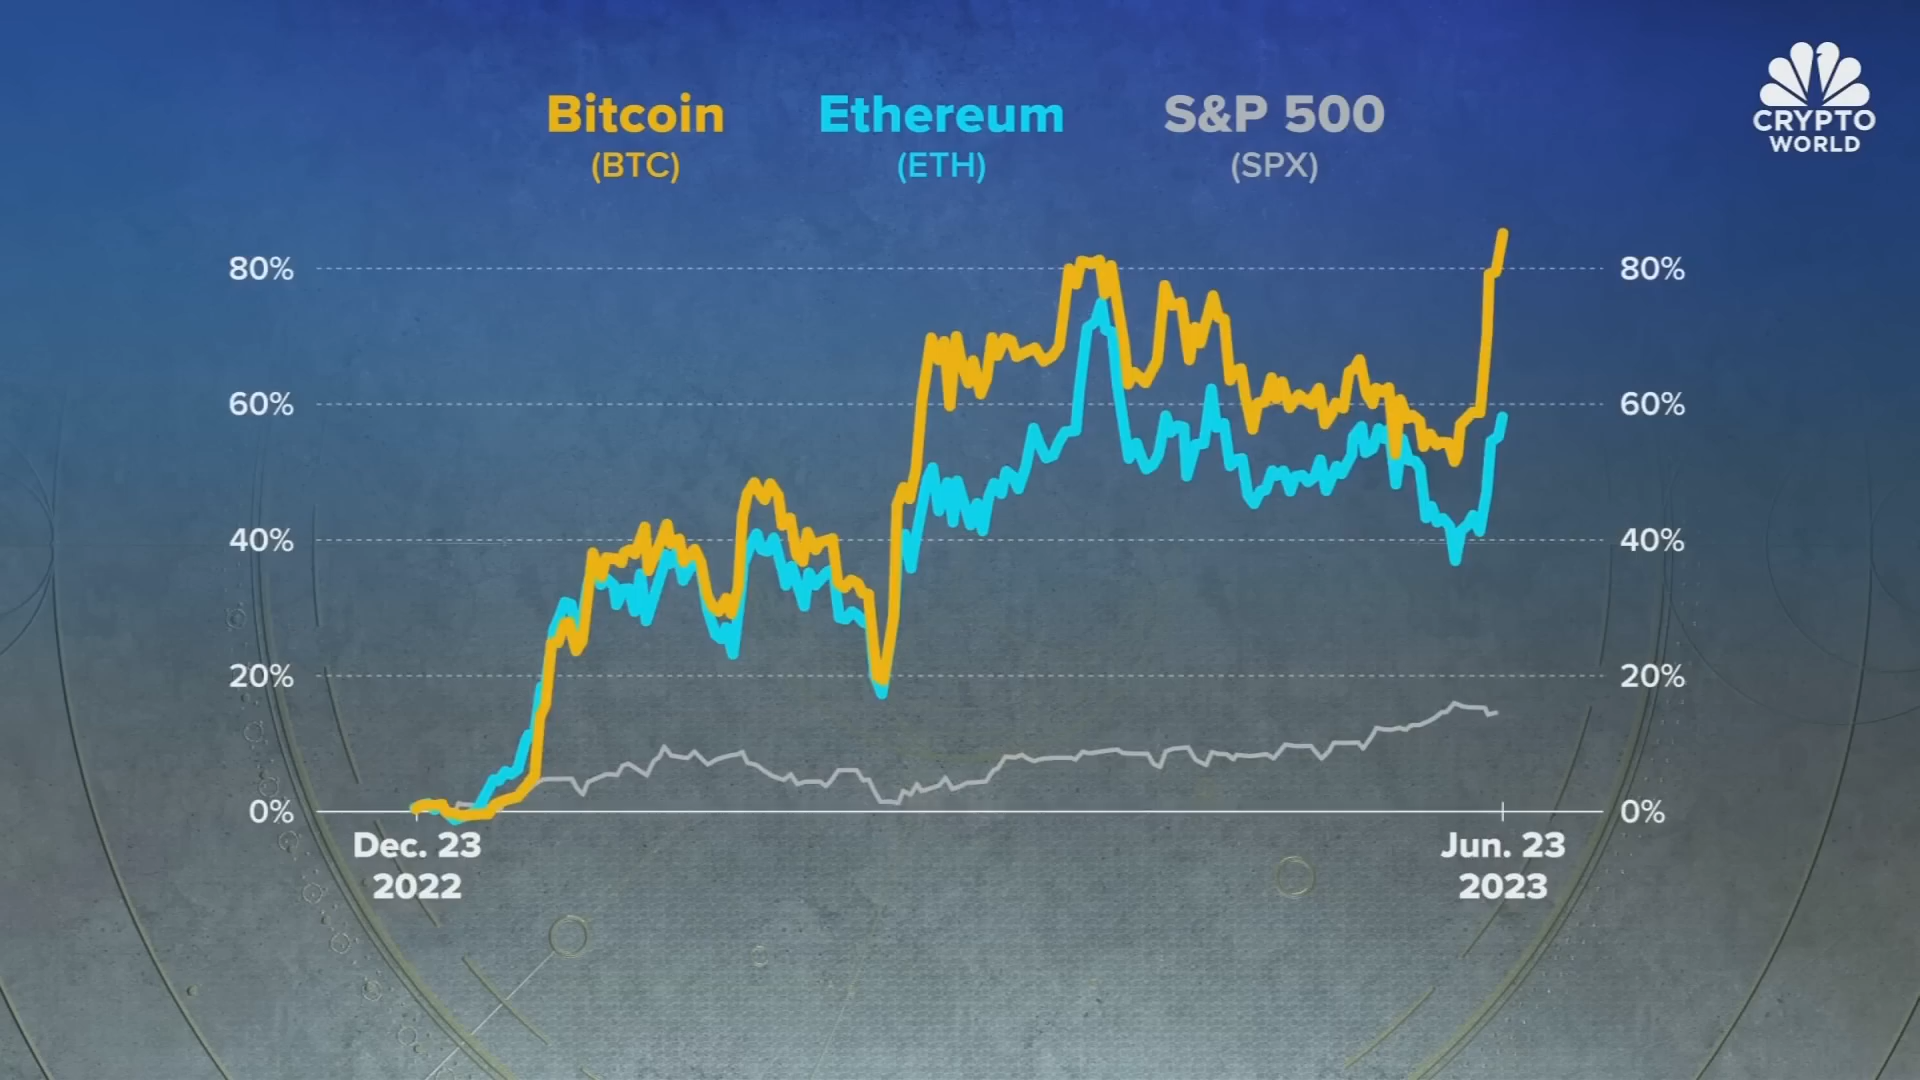 Bitcoin
(BTC)
Ethereum
(ETH)
S&P 500
(SPX)
CRYPTO
WORLD
80%
80%
60%
60%
40%
40%
20%
20%
0%
0%
Dec. 23
2022
Jun. 23
2023